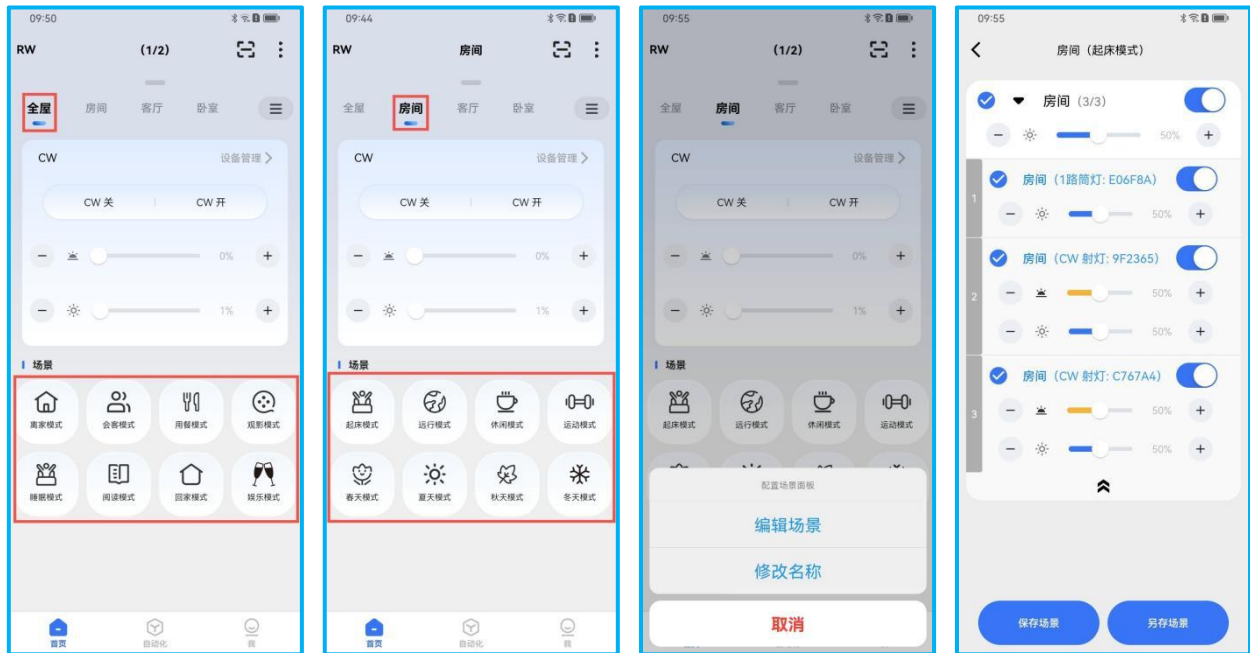 09:50
RW (1/2)
全屋 房间 客厅 卧室
CW 设备管理 >
CW 关 CW 开
0%
1%
场景
离家模式 会客模式 用餐模式 观影模式
睡眠模式 阅读模式 回家模式 娱乐模式
首页 自动化 我
09:44
RW 房间
全屋 房间 客厅 卧室
CW 设备管理 >
CW 关 CW 开
0%
1%
场景
起床模式 远行模式 休闲模式 运动模式
春天模式 夏天模式 秋天模式 冬天模式
首页 自动化 我
09:55
RW (1/2)
全屋 房间 客厅 卧室
CW 设备管理 >
CW 关 CW 开
0%
1%
场景
起床模式 远行模式 休闲模式 运动模式
配置场景面板
编辑场景
修改名称
取消
09:55
房间（起床模式）
房间 (3/3)
50%
1
房间（1路筒灯: E06F8A）
50%
2
房间（CW 射灯: 9F2365）
50%
50%
3
房间（CW 射灯: C767A4）
50%
50%
保存场景 另存场景